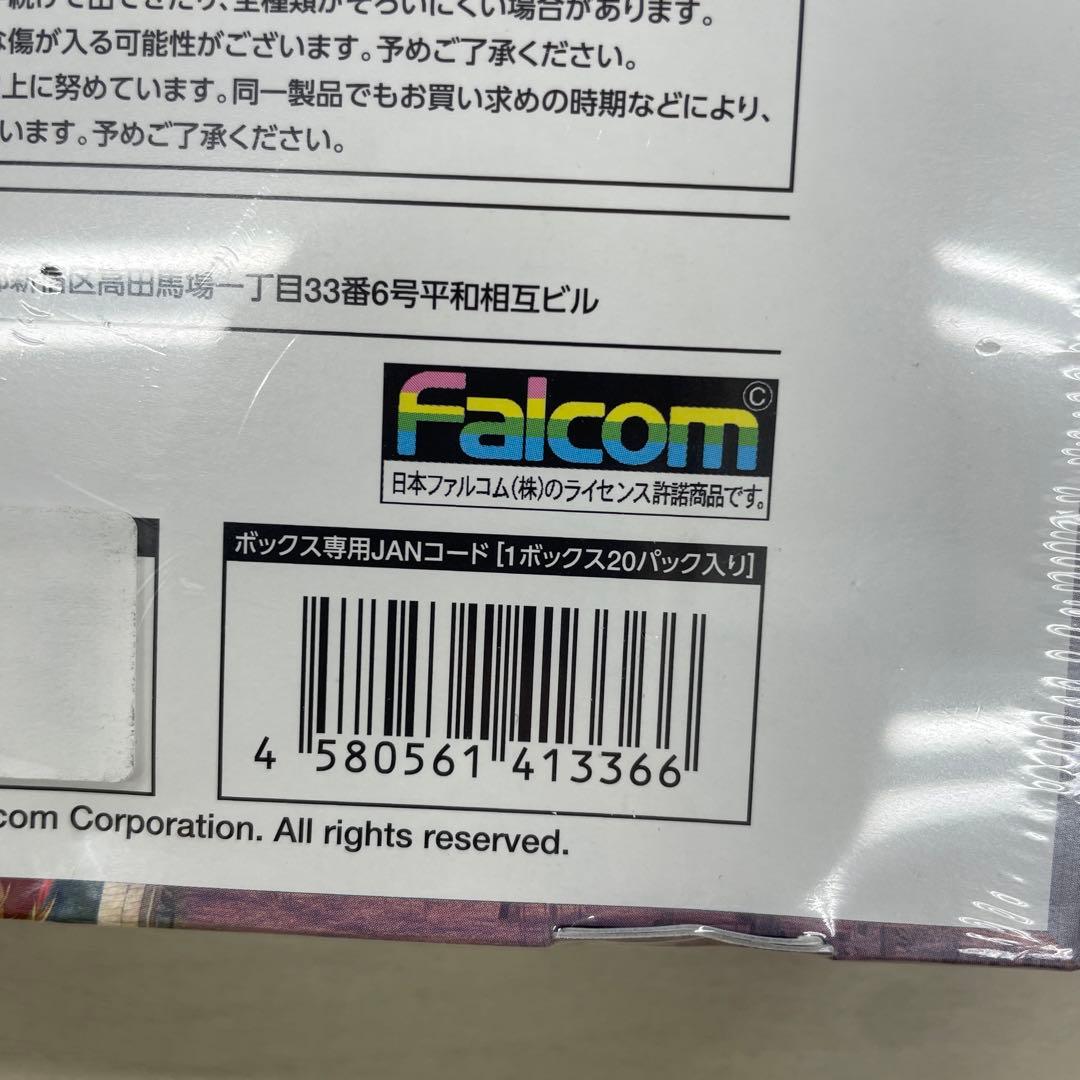 全種類がそろいにくい場合があります。
な傷が入る可能性がございます。予めご了承ください。
上に努めています。同一製品でもお買い求めの時期などにより、
います。予めご了承ください。
新宿区高田馬場一丁目33番6号平和相互ビル
Falcom ©
日本ファルコム(株)のライセンス許諾商品です。
ボックス専用JANコード [1ボックス20パック入り]
4 580561 413366
com Corporation. All rights reserved.